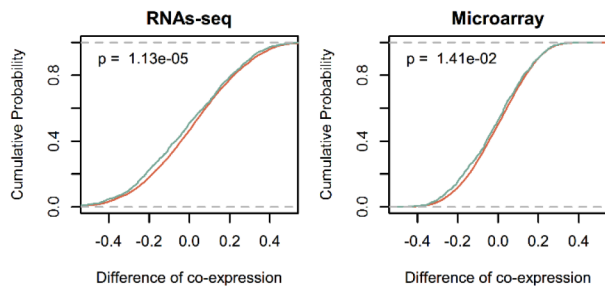 RNAs-seq
Cumulative Probability
0.0 0.4 0.8
p = 1.13e-05
-0.4 -0.2 0.0 0.2 0.4
Difference of co-expression
Microarray
Cumulative Probability
0.0 0.4 0.8
p = 1.41e-02
-0.4 -0.2 0.0 0.2 0.4
Difference of co-expression